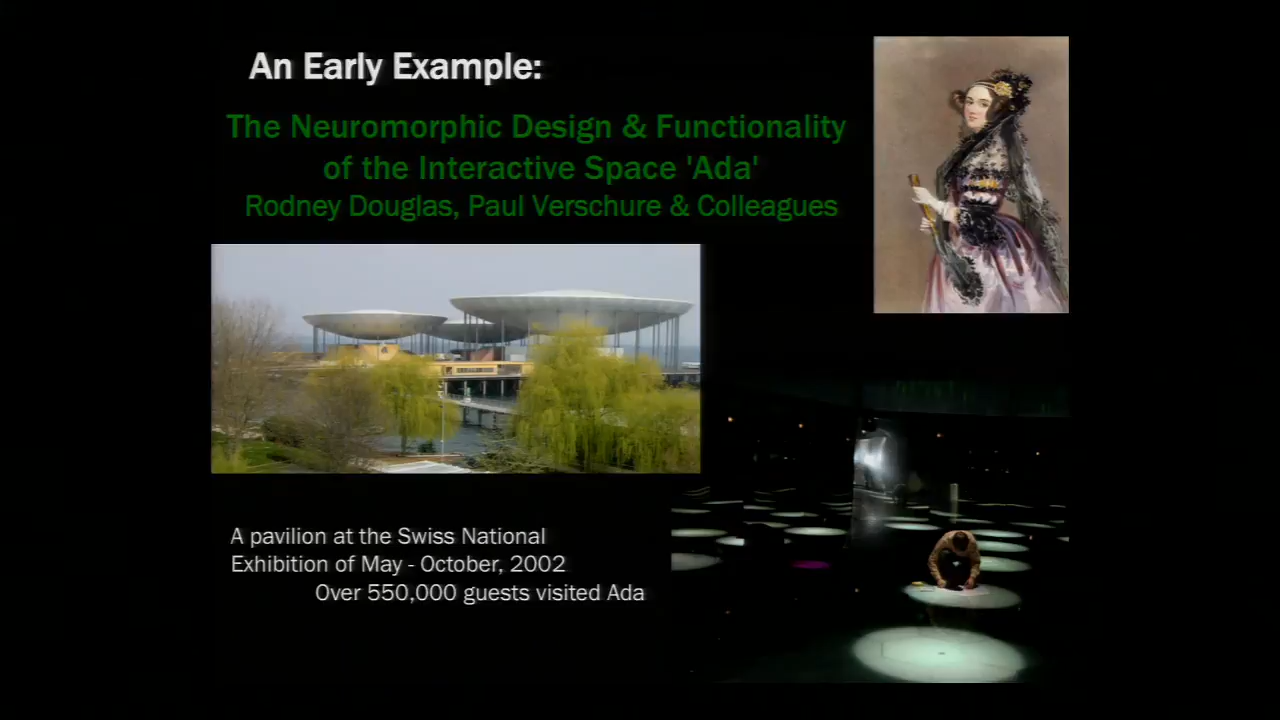 An Early Example:
The Neuromorphic Design & Functionality
of the Interactive Space 'Ada'
Rodney Douglas, Paul Verschure & Colleagues
A pavilion at the Swiss National
Exhibition of May - October, 2002
Over 550,000 guests visited Ada